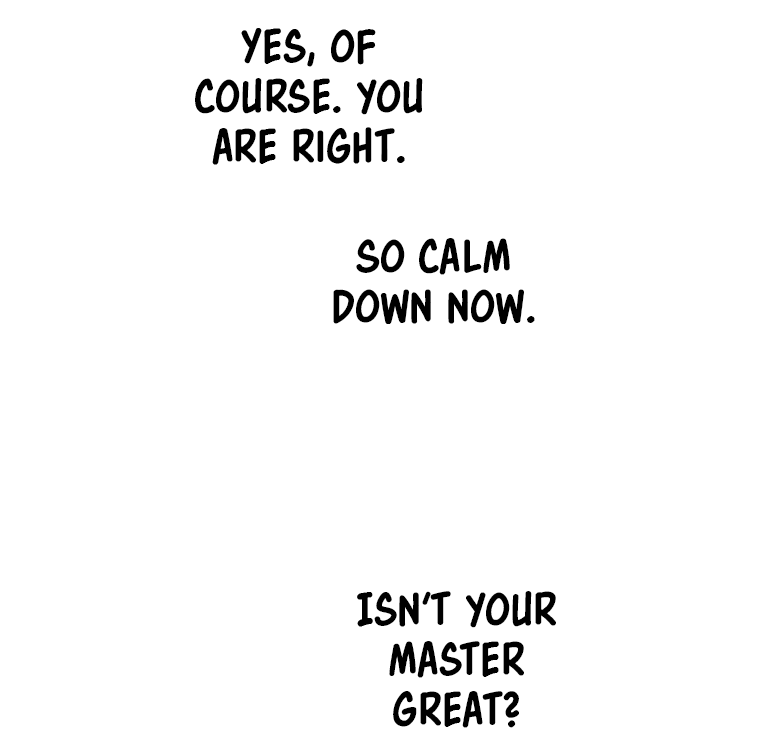 YES, OF
COURSE. YOU
ARE RIGHT.
SO CALM
DOWN NOW.
ISN'T YOUR
MASTER
GREAT?